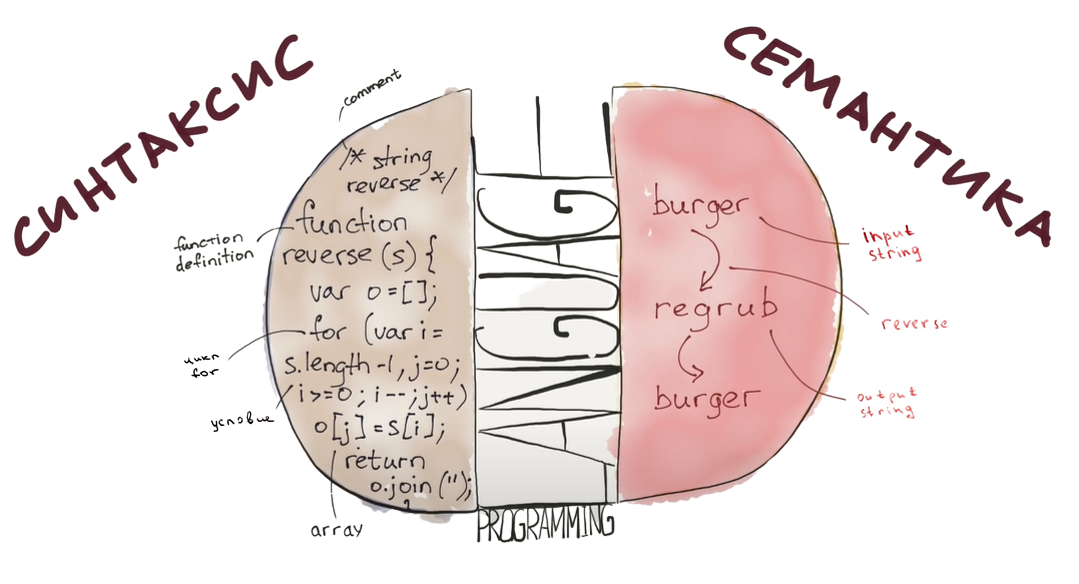 СИНТАКСИС
СЕМАНТИКА
comment
/* string
reverse */
function
reverse (s) {
var o=[];
for (var i=
s.length-1, j=0;
i>=0; i--; j++)
o[j]=s[i];
return
o.join('');
}
function
definition
цикл
for
условие
array
LANGUAGE
PROGRAMMING
burger
regrub
burger
input
string
reverse
output
string